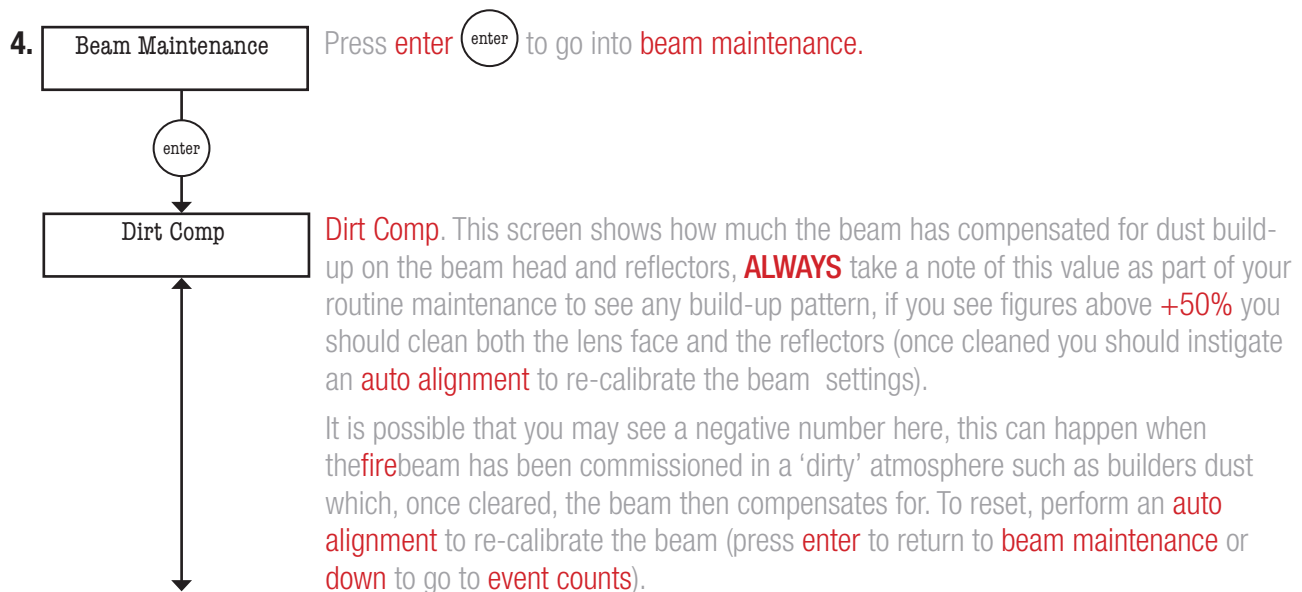 4. Beam Maintenance Press enter enter to go into beam maintenance.
enter
Dirt Comp Dirt Comp. This screen shows how much the beam has compensated for dust build-
up on the beam head and reflectors, ALWAYS take a note of this value as part of your
routine maintenance to see any build-up pattern, if you see figures above +50% you
should clean both the lens face and the reflectors (once cleaned you should instigate
an auto alignment to re-calibrate the beam settings).
It is possible that you may see a negative number here, this can happen when
thefirebeam has been commissioned in a ‘dirty’ atmosphere such as builders dust
which, once cleared, the beam then compensates for. To reset, perform an auto
alignment to re-calibrate the beam (press enter to return to beam maintenance or
down to go to event counts).